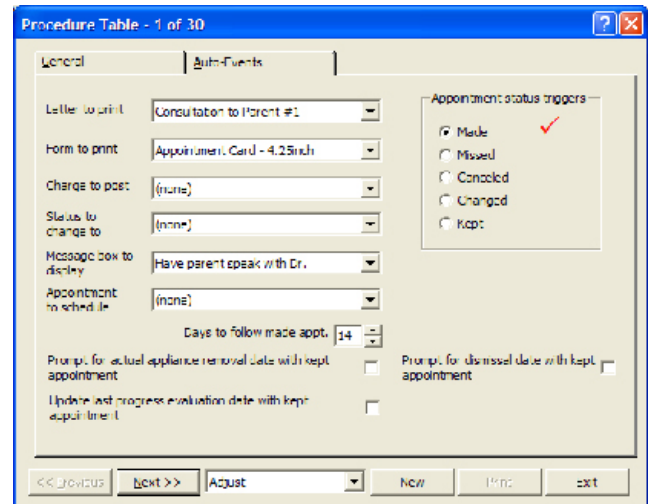 Procedure Table - 1 of 30
General
Auto-Events
Letter to print
Consultation to Parent #1
Form to print
Appointment Card - 4.25inch
Charge to post
(none)
Status to
change to
(none)
Message box to
display
Have parent speak with Dr.
Appointment
to schedule
(none)
Days to follow made appt.
14
Appointment status triggers
Made
Missed
Canceled
Changed
Kept
Prompt for actual appliance removal date with kept
appointment
Prompt for dismissal date with kept
appointment
Update last progress evaluation date with kept
appointment
<< Previous
Next >>
Adjust
New
Print
Exit